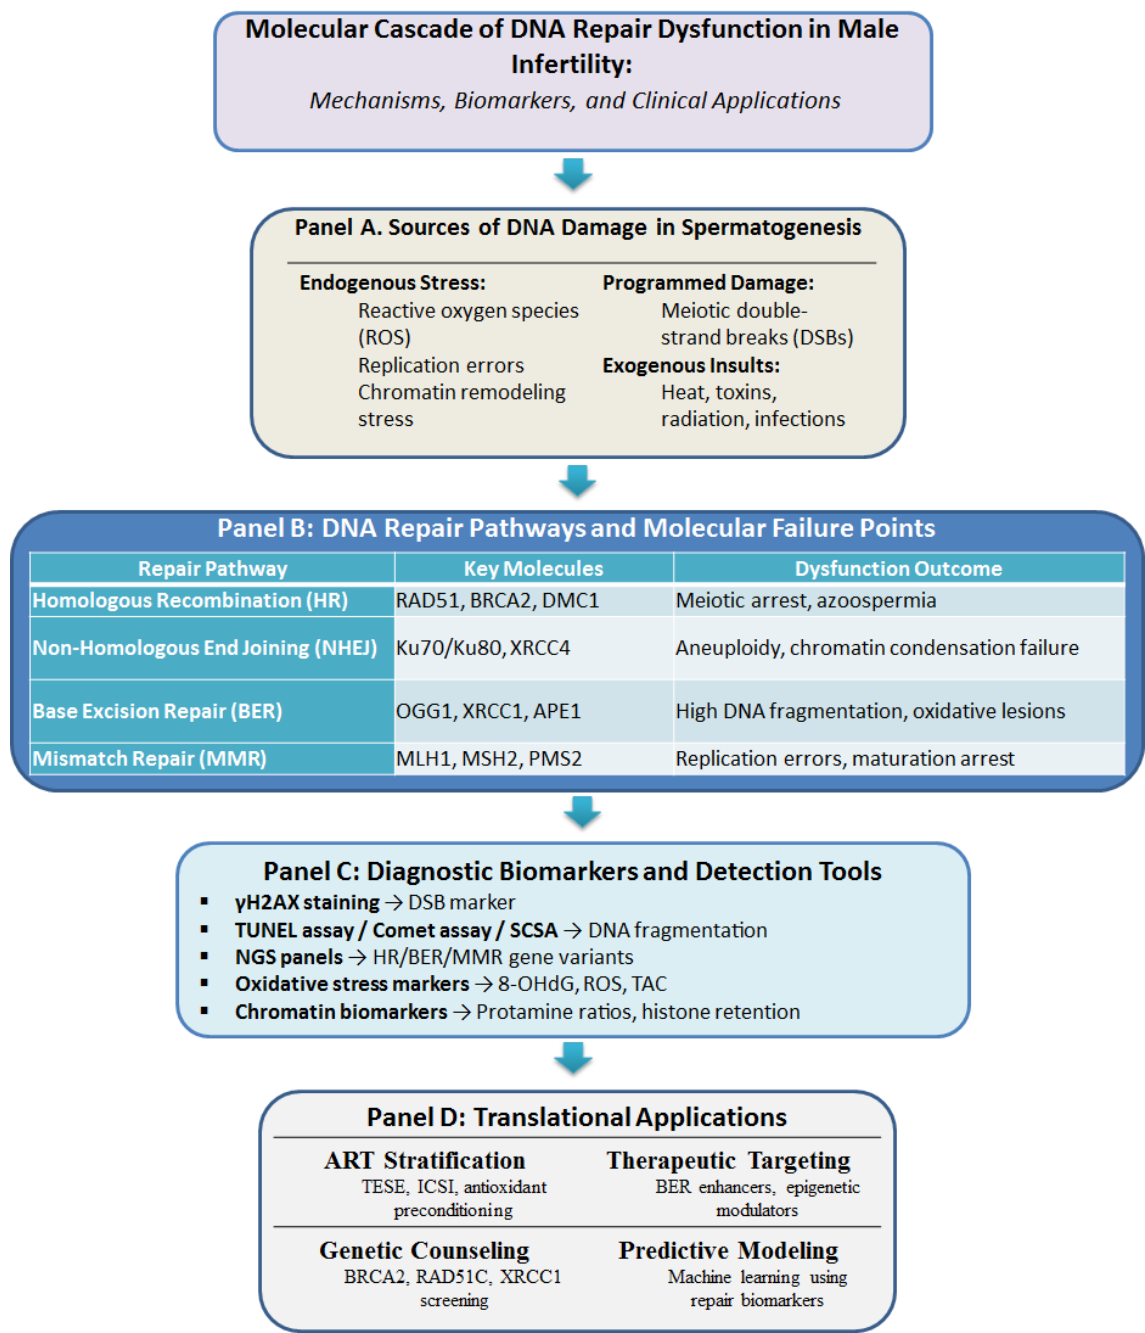 Molecular Cascade of DNA Repair Dysfunction in Male
Infertility:
Mechanisms, Biomarkers, and Clinical Applications
Panel A. Sources of DNA Damage in Spermatogenesis
Endogenous Stress:
Reactive oxygen species
(ROS)
Replication errors
Chromatin remodeling
stress
Programmed Damage:
Meiotic double-
strand breaks (DSBs)
Exogenous Insults:
Heat, toxins,
radiation, infections
Panel B: DNA Repair Pathways and Molecular Failure Points
Repair Pathway Key Molecules Dysfunction Outcome
Homologous Recombination (HR) RAD51, BRCA2, DMC1 Meiotic arrest, azoospermia
Non-Homologous End Joining (NHEJ) Ku70/Ku80, XRCC4 Aneuploidy, chromatin condensation failure
Base Excision Repair (BER) OGG1, XRCC1, APE1 High DNA fragmentation, oxidative lesions
Mismatch Repair (MMR) MLH1, MSH2, PMS2 Replication errors, maturation arrest
Panel C: Diagnostic Biomarkers and Detection Tools
▪ γH2AX staining → DSB marker
▪ TUNEL assay / Comet assay / SCSA → DNA fragmentation
▪ NGS panels → HR/BER/MMR gene variants
▪ Oxidative stress markers → 8-OHdG, ROS, TAC
▪ Chromatin biomarkers → Protamine ratios, histone retention
Panel D: Translational Applications
ART Stratification
TESE, ICSI, antioxidant
preconditioning
Therapeutic Targeting
BER enhancers, epigenetic
modulators
Genetic Counseling
BRCA2, RAD51C, XRCC1
screening
Predictive Modeling
Machine learning using
repair biomarkers